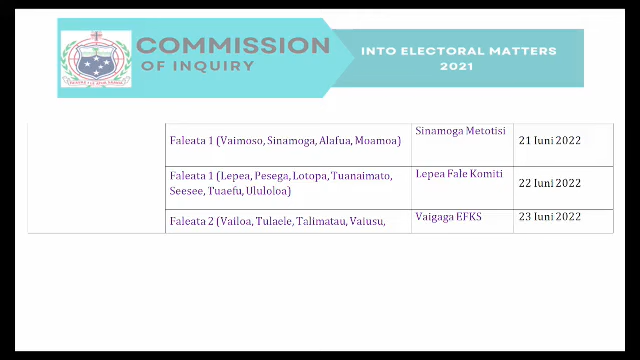 COMMISSION
OF INQUIRY
INTO ELECTORAL MATTERS
2021
Faleata 1 (Vaimoso, Sinamoga, Alafua, Moamoa)
Sinamoga Metotisi
21 Iuni 2022
Faleata 1 (Lepea, Pesega, Lotopa, Tuanaimato,
Seesee, Tuaefu, Ululoloa)
Lepea Fale Komiti
22 Iuni 2022
Faleata 2 (Vailoa, Tulaele, Talimatau, Vaiusu,
Vaigaga EFKS
23 Iuni 2022